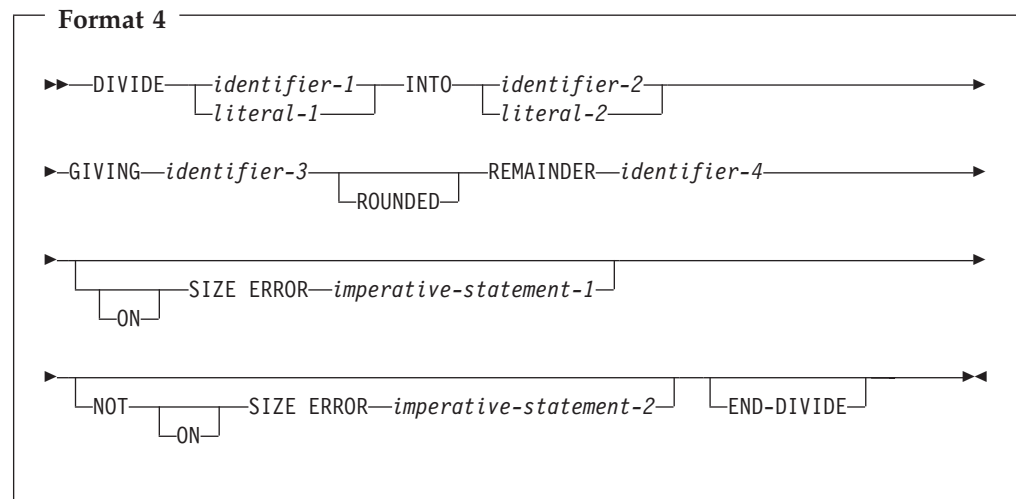 Format 4
DIVIDE identifier-1 INTO identifier-2
literal-1 literal-2
GIVING identifier-3 REMAINDER identifier-4
ROUNDED
SIZE ERROR imperative-statement-1
ON
NOT SIZE ERROR imperative-statement-2 END-DIVIDE
ON